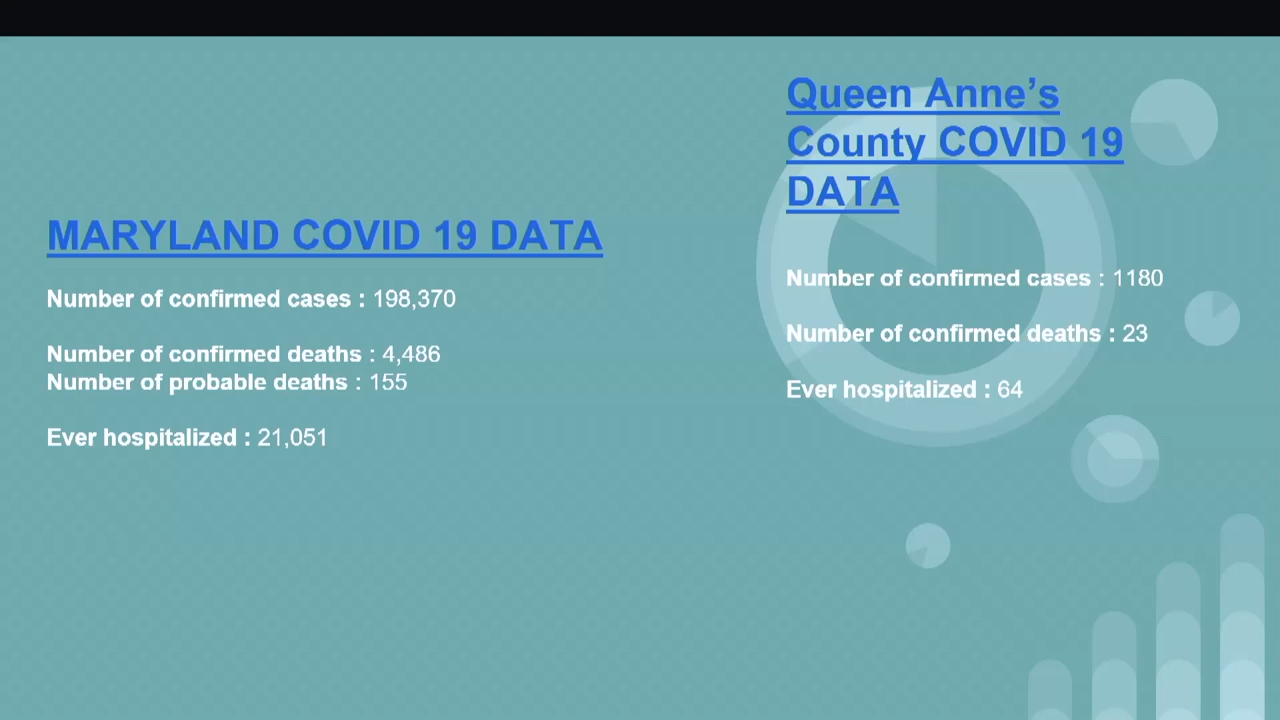 MARYLAND COVID 19 DATA
Number of confirmed cases : 198,370
Number of confirmed deaths : 4,486
Number of probable deaths : 155
Ever hospitalized : 21,051
Queen Anne’s
County COVID 19
DATA
Number of confirmed cases : 1180
Number of confirmed deaths : 23
Ever hospitalized : 64